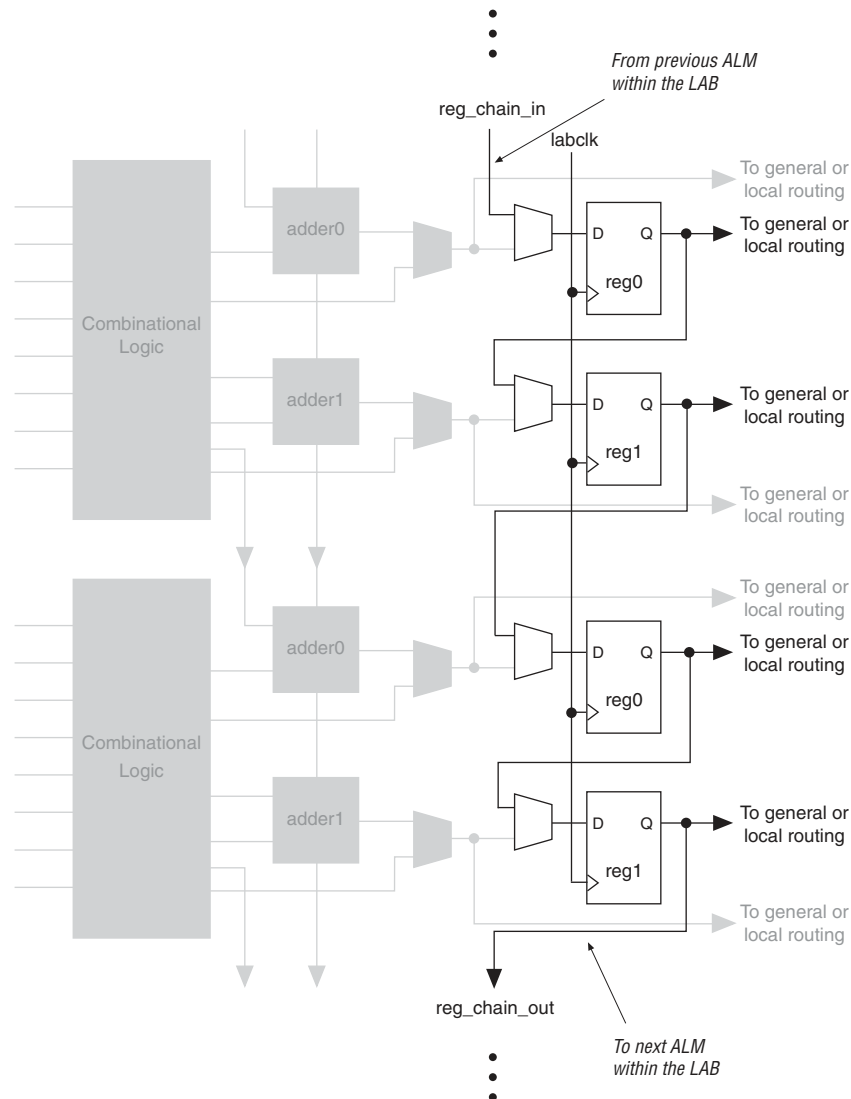 From previous ALM
within the LAB
reg_chain_in
labclk
To general or
local routing
adder0
D Q
To general or
local routing
reg0
Combinational
Logic
adder1
D Q
To general or
local routing
reg1
To general or
local routing
To general or
local routing
adder0
D Q
To general or
local routing
reg0
Combinational
Logic
adder1
D Q
To general or
local routing
reg1
To general or
local routing
reg_chain_out
To next ALM
within the LAB